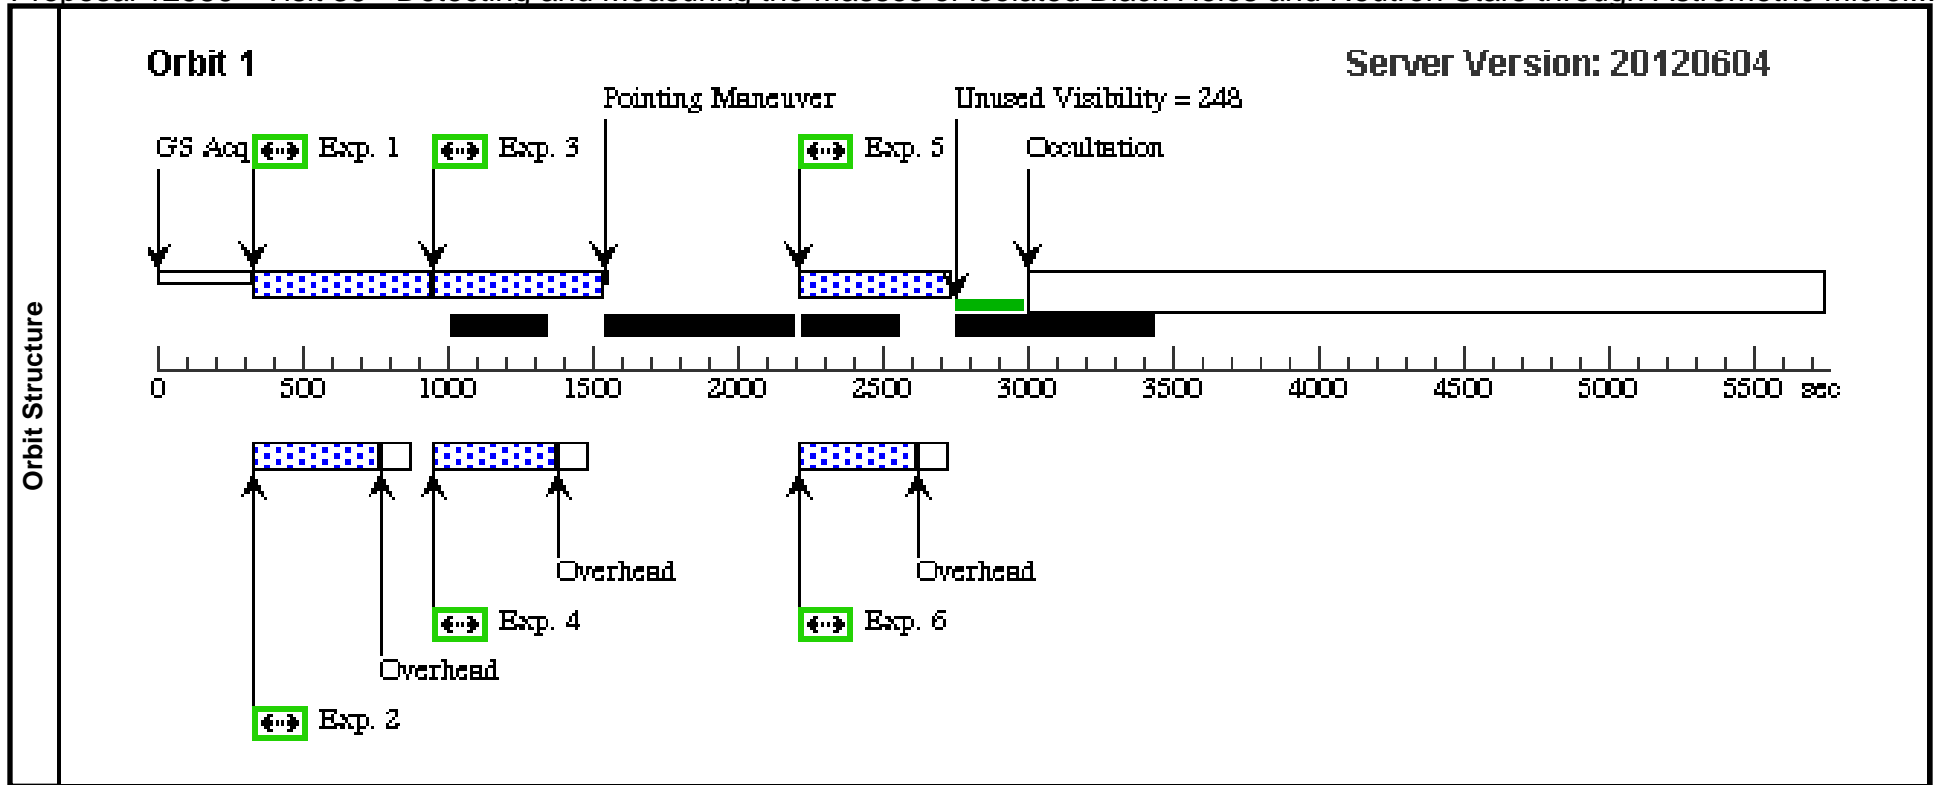 Orbit 1
Server Version: 20120604
Pointing Maneuver
Unused Visibility = 248
GS Acq
Exp. 1
Exp. 3
Exp. 5
Occultation
Orbit Structure
0 500 1000 1500 2000 2500 3000 3500 4000 4500 5000 5500 sec
Overhead
Overhead
Exp. 4
Exp. 6
Overhead
Exp. 2